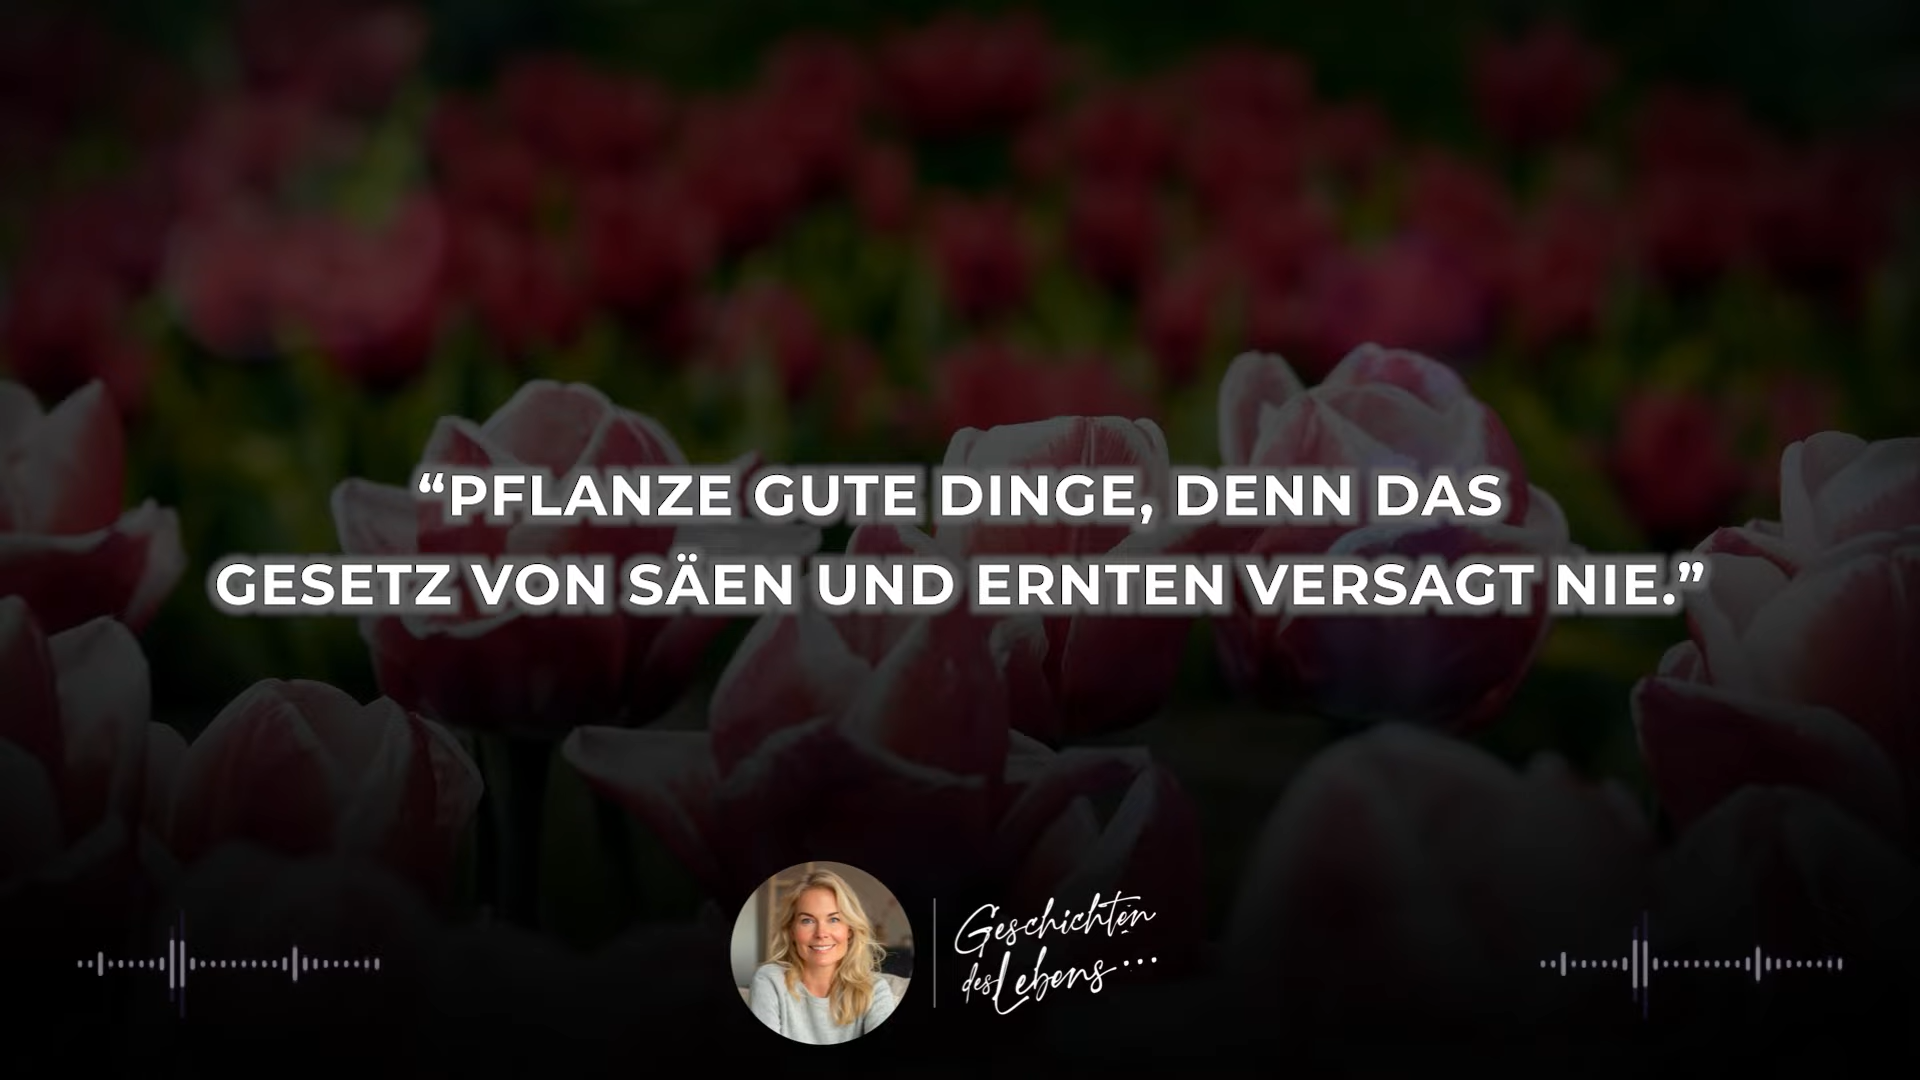 “PFLANZE GUTE DINGE, DENN DAS
GESETZ VON SÄEN UND ERNTEN VERSAGT NIE.”
Geschichten
des Lebens...